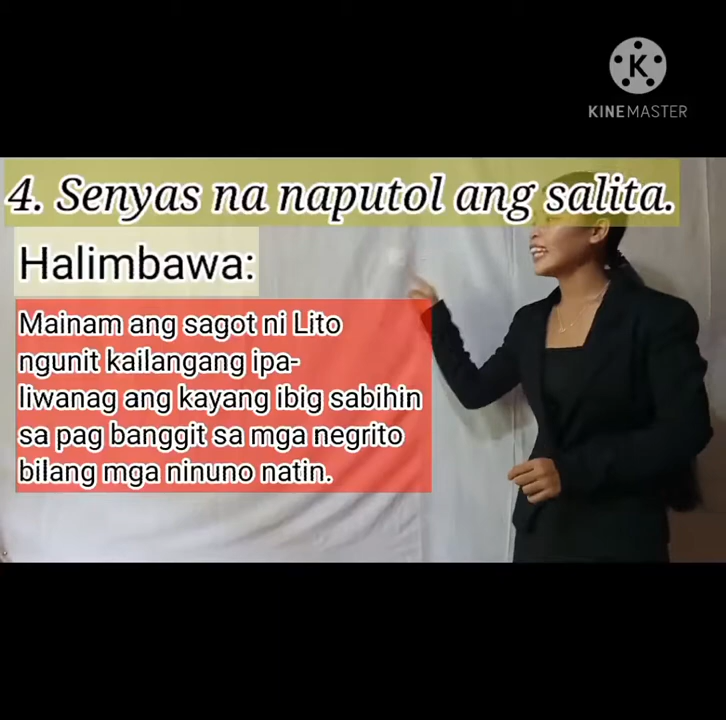 KINEMASTER
4. Senyas na naputol ang salita.
Halimbawa:
Mainam ang sagot ni Lito
ngunit kailangang ipa-
liwanag ang kayang ibig sabihin
sa pag banggit sa mga negrito
bilang mga ninuno natin.